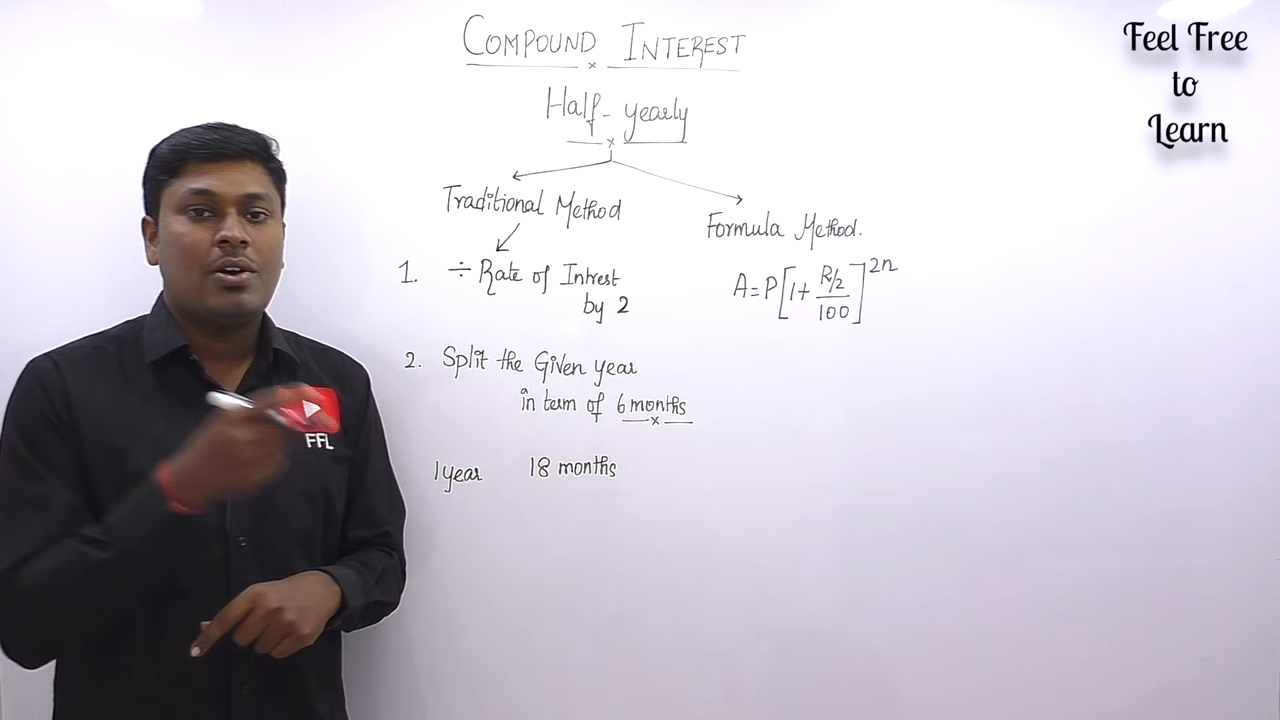 COMPOUND INTEREST
Half-yearly
Traditional Method
1. ÷ Rate of Intrest
by 2
2. Split the Given year
in term of 6 months
1 year 18 months
Formula Method.
A=P[1+ R/2 / 100]^2n
Feel Free
to
Learn
FFL